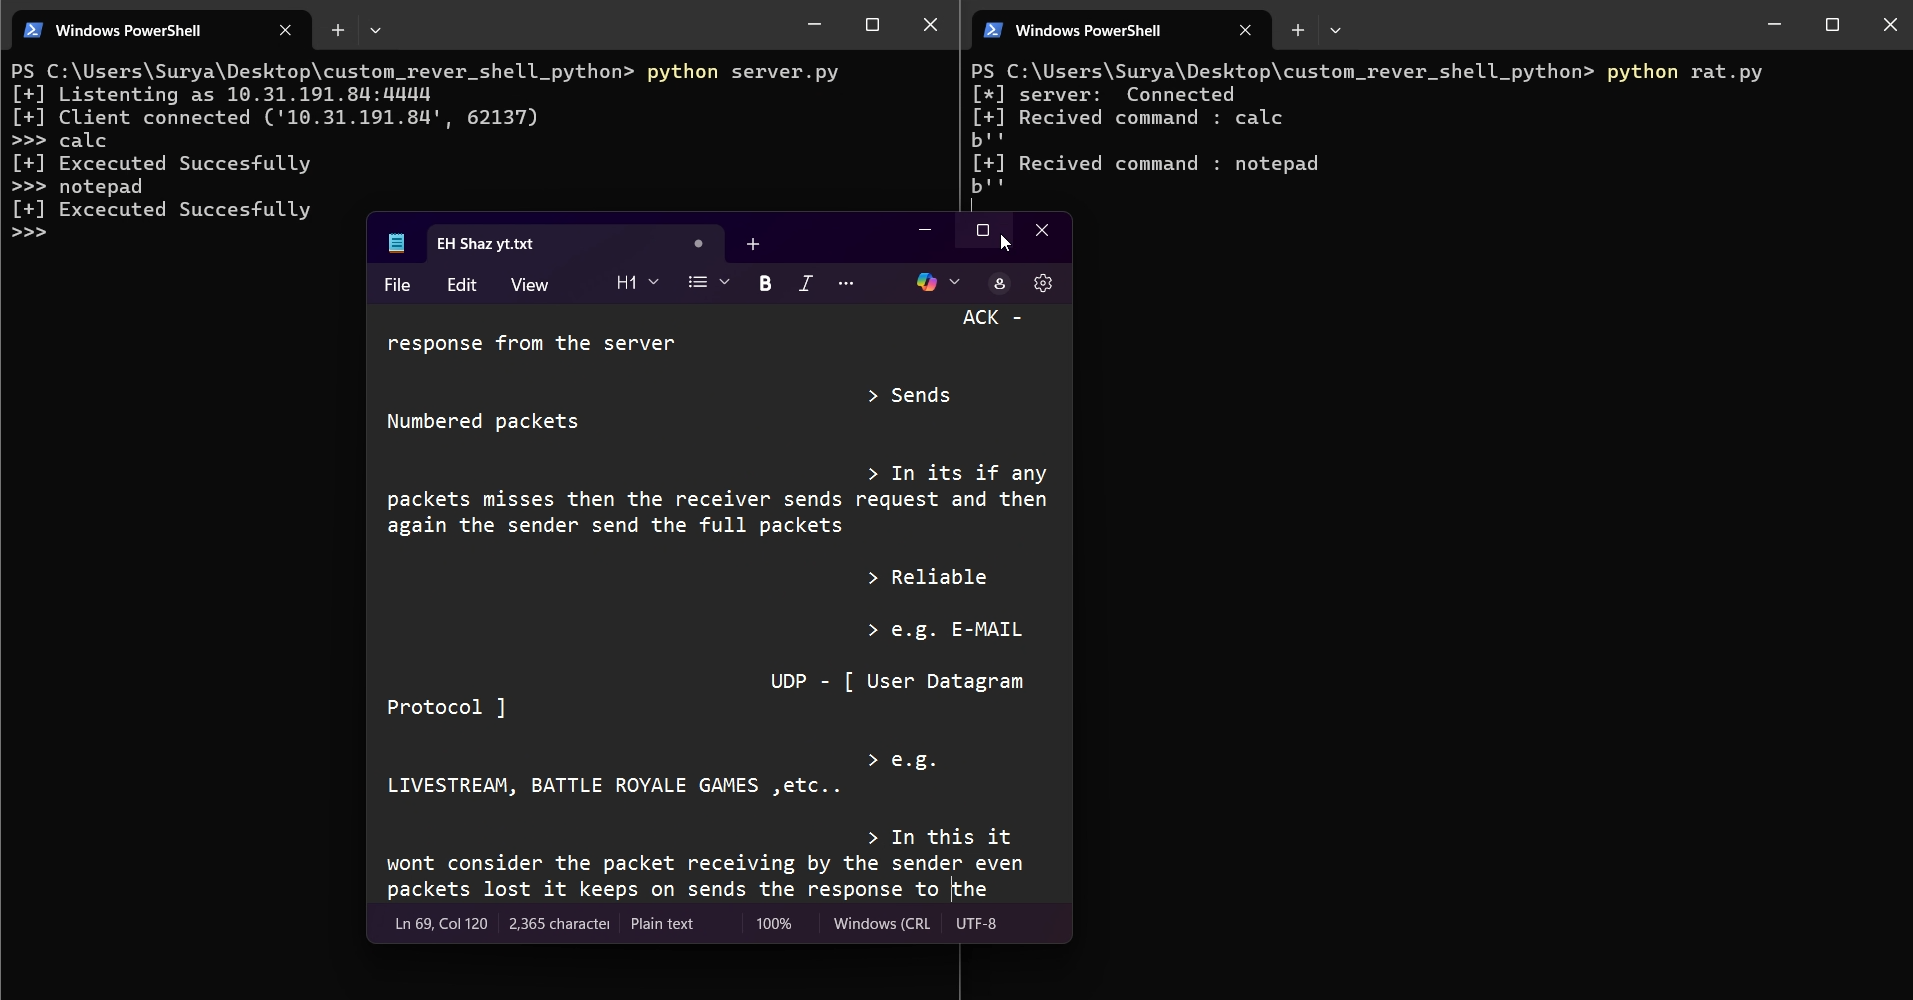 Windows PowerShell
PS C:\Users\Surya\Desktop\custom_rever_shell_python> python server.py
[+] Listenting as 10.31.191.84:4444
[+] Client connected ('10.31.191.84', 62137)
>>> calc
[+] Excecuted Succesfully
>>> notepad
[+] Excecuted Succesfully
>>>
Windows PowerShell
PS C:\Users\Surya\Desktop\custom_rever_shell_python> python rat.py
[*] server:  Connected
[+] Recived command : calc
b''
[+] Recived command : notepad
b''
EH Shaz yt.txt
File Edit View H1 B I ...
ACK -
response from the server
> Sends
Numbered packets
> In its if any
packets misses then the receiver sends request and then
again the sender send the full packets
> Reliable
> e.g. E-MAIL
UDP - [ User Datagram
Protocol ]
> e.g.
LIVESTREAM, BATTLE ROYALE GAMES ,etc..
> In this it
wont consider the packet receiving by the sender even
packets lost it keeps on sends the response to the
Ln 69, Col 120 2,365 character Plain text 100% Windows (CRL UTF-8